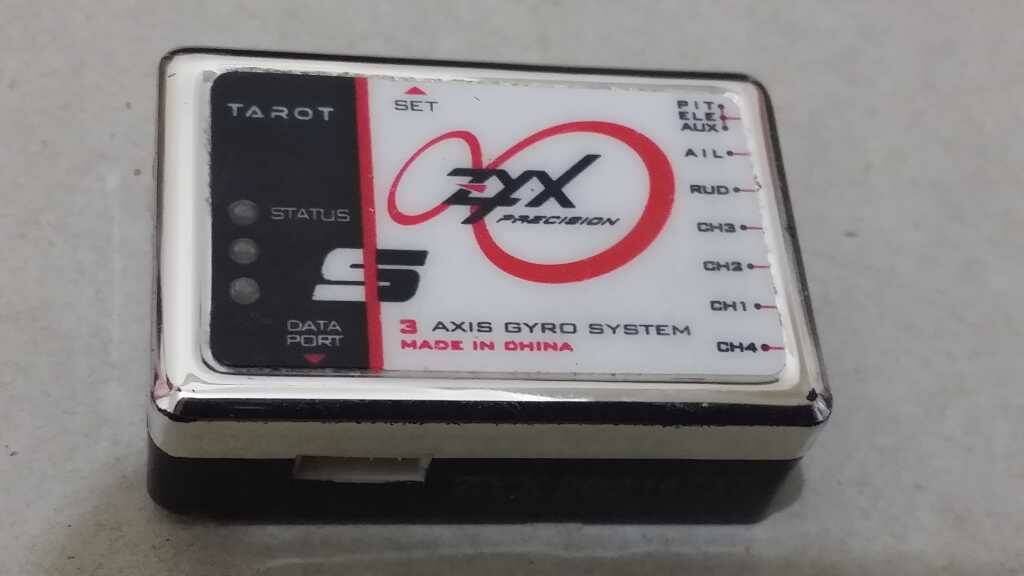 TAROT
SET
STATUS
DATA
PORT
S
ZYX
PRECISION
3 AXIS GYRO SYSTEM
MADE IN CHINA
PIT
ELE
AUX
AIL
RUD
CH3
CH2
CH1
CH4